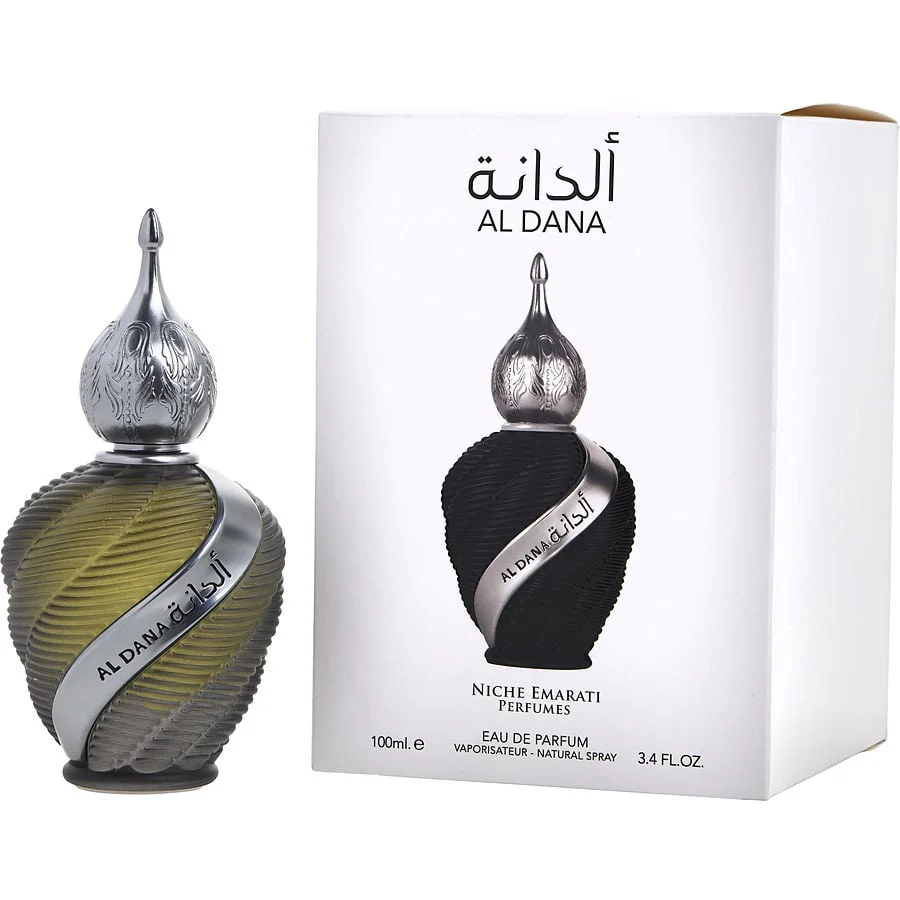 ألدانة
AL DANA
AL DANA ألدانة
NICHE EMARATI
PERFUMES
100ml. e
EAU DE PARFUM
VAPORISATEUR - NATURAL SPRAY
3.4 FL.OZ.
AL DANA ألدانة